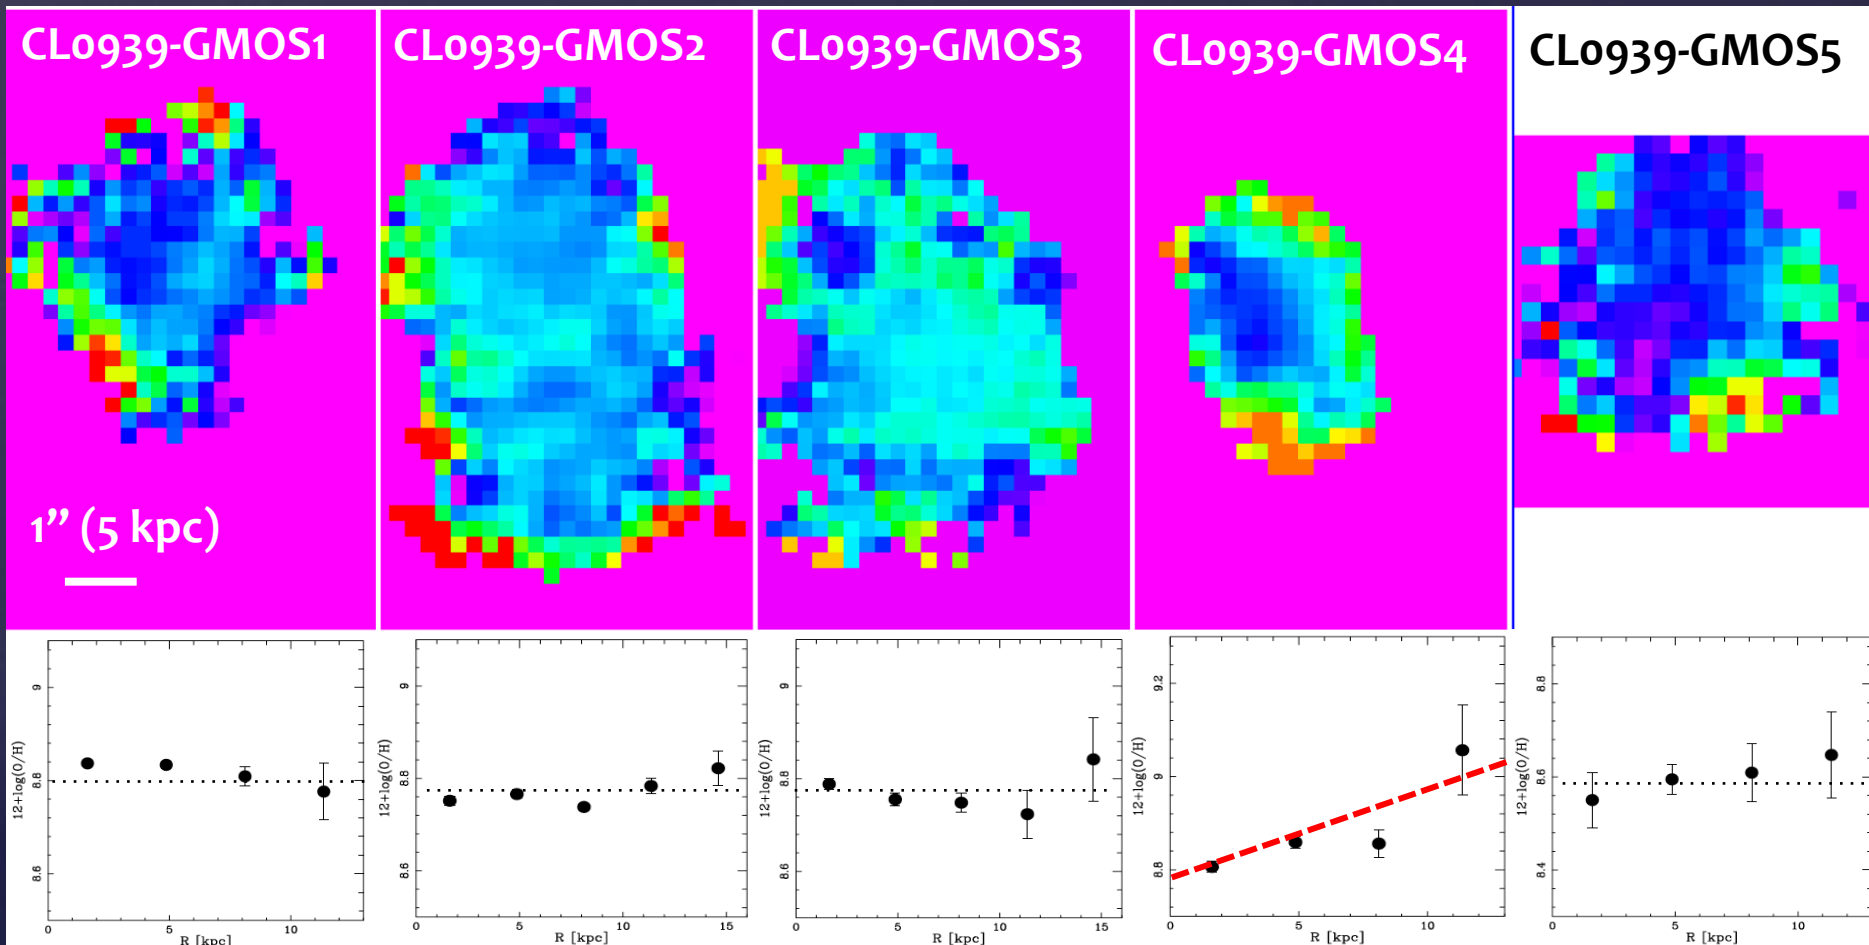 CL0939-GMOS1
CL0939-GMOS2
CL0939-GMOS3
CL0939-GMOS4
CL0939-GMOS5
1” (5 kpc)
12+log(O/H)
9
8.8
8.6
0 5 10
R [kpc]
12+log(O/H)
9
8.8
8.6
0 5 10 15
R [kpc]
12+log(O/H)
9
8.8
8.6
0 5 10 15
R [kpc]
12+log(O/H)
9.2
9
8.8
0 5 10
R [kpc]
12+log(O/H)
8.8
8.6
8.4
0 5 10
R [kpc]